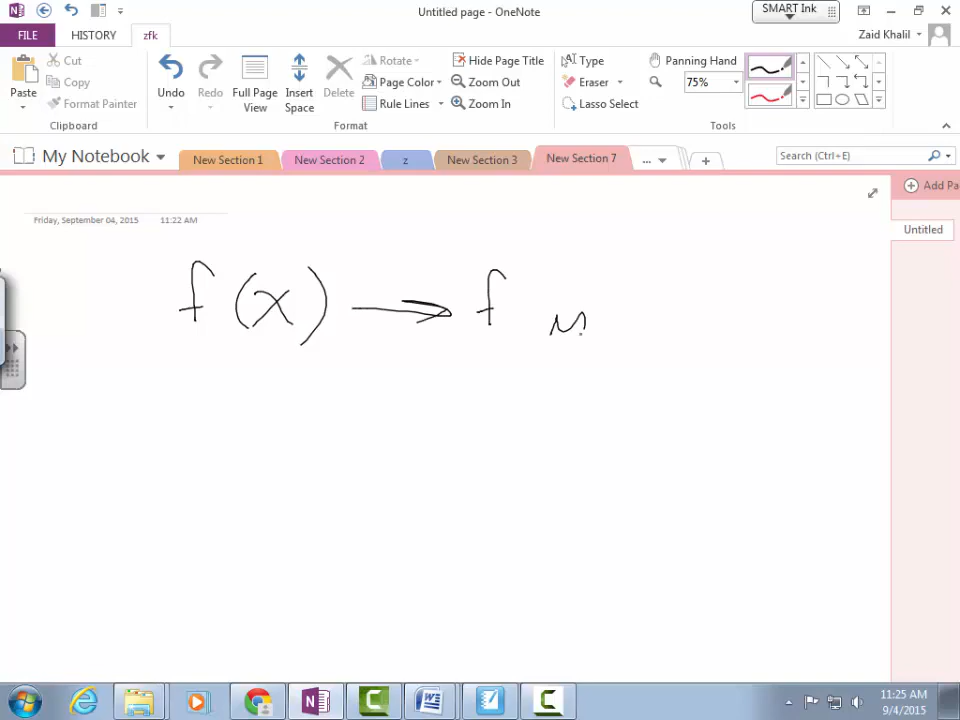 Untitled page - OneNote
SMART Ink
FILE HISTORY zfk
Zaid Khalil
Paste
Cut
Copy
Format Painter
Clipboard
Undo Redo Full Page View Insert Space Delete
Rotate
Page Color
Rule Lines
Hide Page Title
Zoom Out
Zoom In
Format
Type
Eraser
Lasso Select
Panning Hand
75%
Tools
My Notebook New Section 1 New Section 2 z New Section 3 New Section 7 ... +
Search (Ctrl+E)
Add Pa
Untitled
Friday, September 04, 2015 11:22 AM
f(x) → f
11:25 AM
9/4/2015